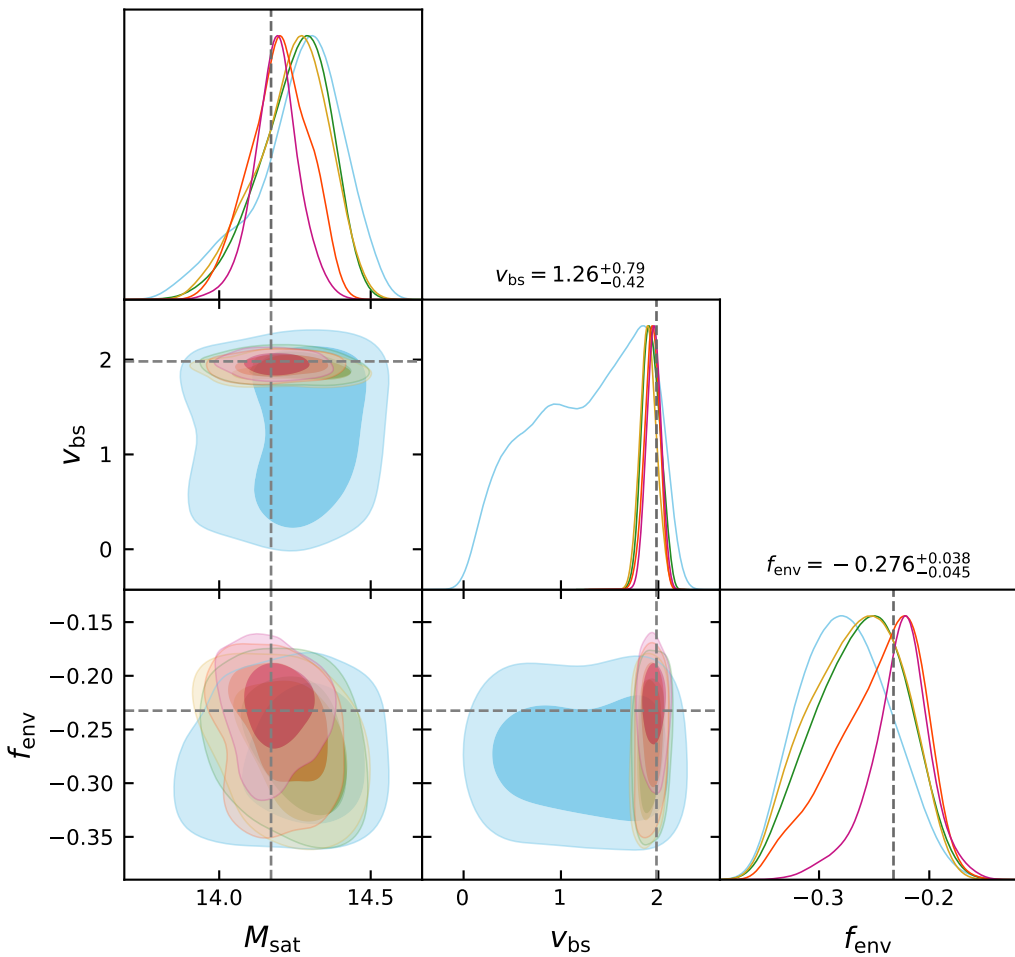 v_bs = 1.26^{+0.79}_{-0.42}
2
1
0
v_bs
f_env = −0.276^{+0.038}_{-0.045}
−0.15
−0.20
−0.25
−0.30
−0.35
f_env
14.0 14.5 0 1 2 −0.3 −0.2
M_sat v_bs f_env